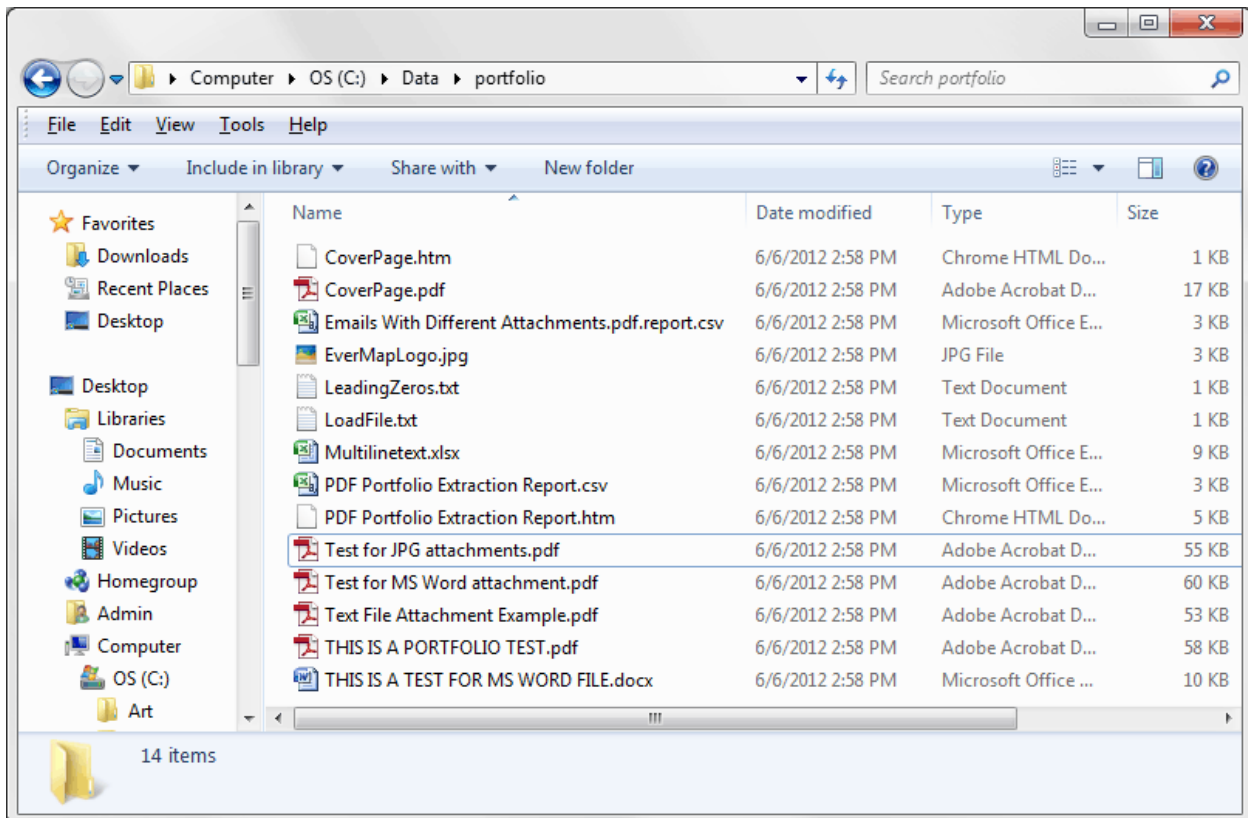 Computer ▸ OS (C:) ▸ Data ▸ portfolio Search portfolio
File Edit View Tools Help
Organize Include in library Share with New folder
Favorites
Downloads
Recent Places
Desktop
Desktop
Libraries
Documents
Music
Pictures
Videos
Homegroup
Admin
Computer
OS (C:)
Art
Name Date modified Type Size
CoverPage.htm 6/6/2012 2:58 PM Chrome HTML Do... 1 KB
CoverPage.pdf 6/6/2012 2:58 PM Adobe Acrobat D... 17 KB
Emails With Different Attachments.pdf.report.csv 6/6/2012 2:58 PM Microsoft Office E... 3 KB
EverMapLogo.jpg 6/6/2012 2:58 PM JPG File 3 KB
LeadingZeros.txt 6/6/2012 2:58 PM Text Document 1 KB
LoadFile.txt 6/6/2012 2:58 PM Text Document 1 KB
Multilinetext.xlsx 6/6/2012 2:58 PM Microsoft Office E... 9 KB
PDF Portfolio Extraction Report.csv 6/6/2012 2:58 PM Microsoft Office E... 3 KB
PDF Portfolio Extraction Report.htm 6/6/2012 2:58 PM Chrome HTML Do... 5 KB
Test for JPG attachments.pdf 6/6/2012 2:58 PM Adobe Acrobat D... 55 KB
Test for MS Word attachment.pdf 6/6/2012 2:58 PM Adobe Acrobat D... 60 KB
Text File Attachment Example.pdf 6/6/2012 2:58 PM Adobe Acrobat D... 53 KB
THIS IS A PORTFOLIO TEST.pdf 6/6/2012 2:58 PM Adobe Acrobat D... 58 KB
THIS IS A TEST FOR MS WORD FILE.docx 6/6/2012 2:58 PM Microsoft Office ... 10 KB
14 items